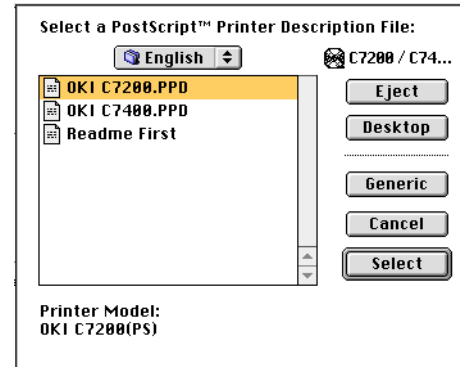 Select a PostScript™ Printer Description File:
English
C7200 / C74...
OKI C7200.PPD
OKI C7400.PPD
Readme First
Eject
Desktop
Generic
Cancel
Select
Printer Model:
OKI C7200(PS)